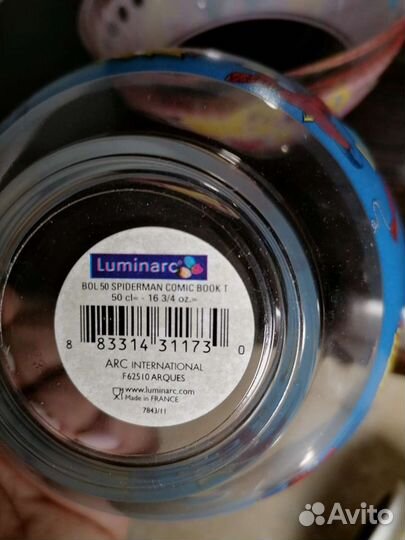 Luminarc
BOL 50 SPIDERMAN COMIC BOOK T
50 cl℮ - 16 3/4 oz.℮
8 83314 31173 0
ARC INTERNATIONAL
F62510 ARQUES
www.luminarc.com
Made in FRANCE
7843/11
Avito